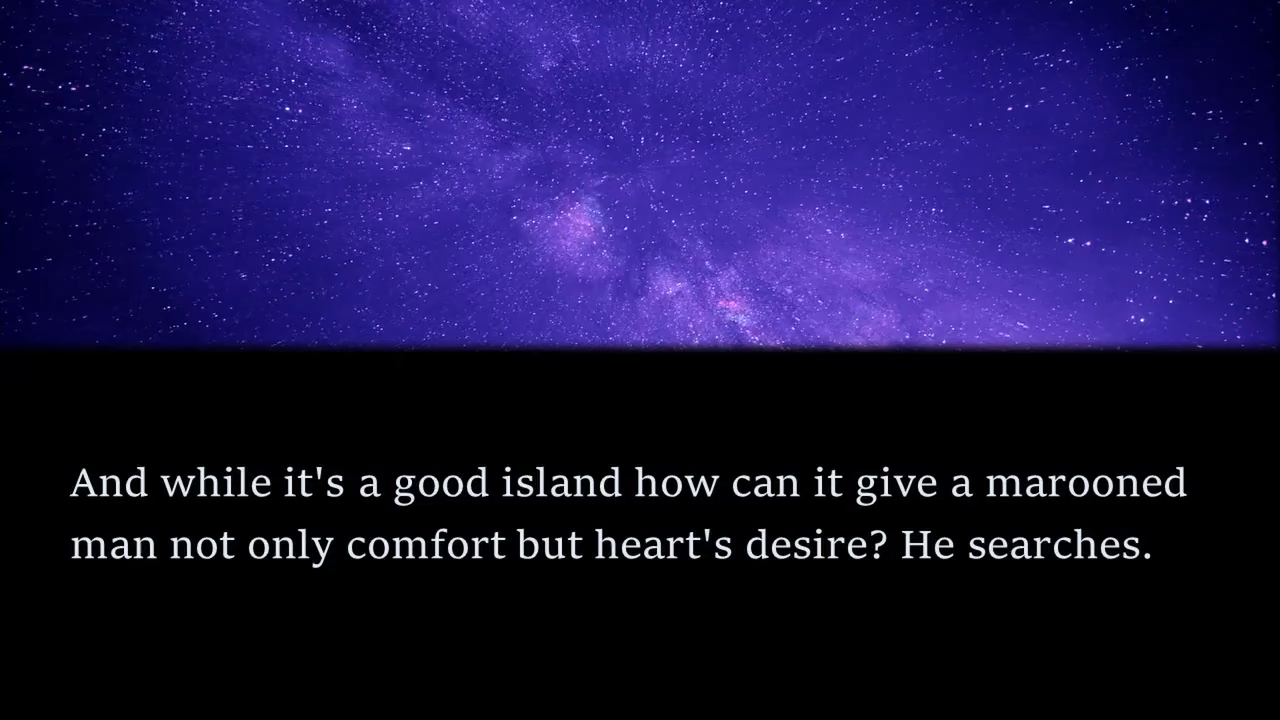 And while it's a good island how can it give a marooned
man not only comfort but heart's desire? He searches.